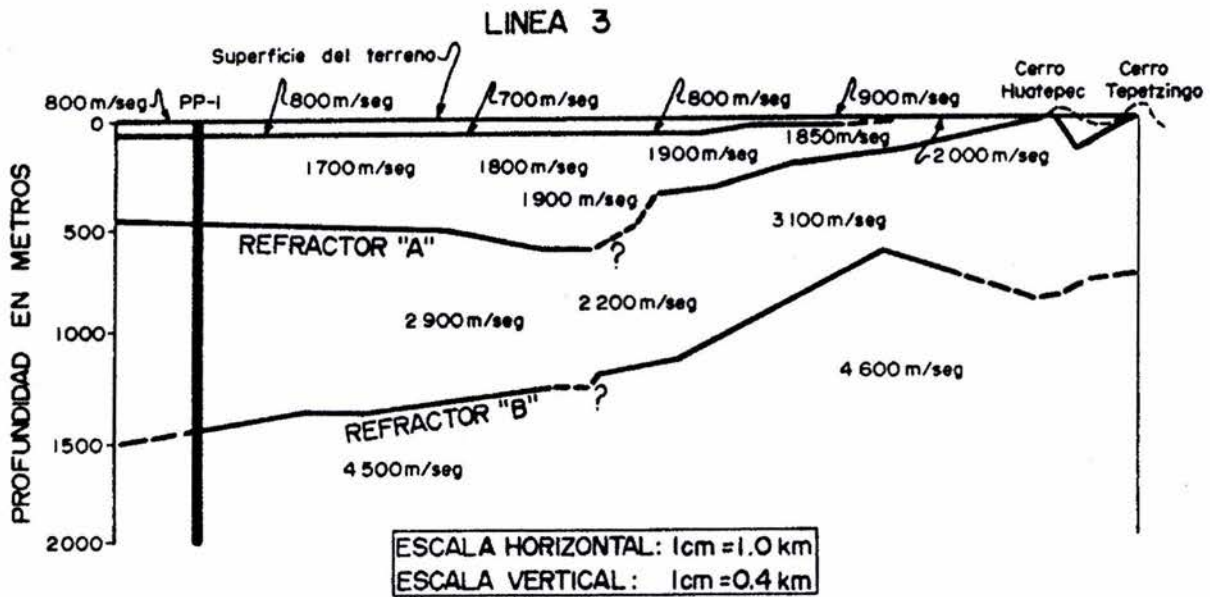 LINEA 3
Superficie del terreno
Cerro Huatepec
Cerro Tepetzingo
800 m/seg
PP-1
800 m/seg
700 m/seg
800 m/seg
900 m/seg
0
1850 m/seg
1700 m/seg
1800 m/seg
1900 m/seg
2 000 m/seg
1 900 m/seg
3 100 m/seg
500
REFRACTOR "A"
?
2 200 m/seg
2 900 m/seg
1000
4 600 m/seg
?
REFRACTOR "B"
1500
4 500 m/seg
2000
PROFUNDIDAD EN METROS
ESCALA HORIZONTAL: 1cm = 1.0 km
ESCALA VERTICAL: 1cm = 0.4 km